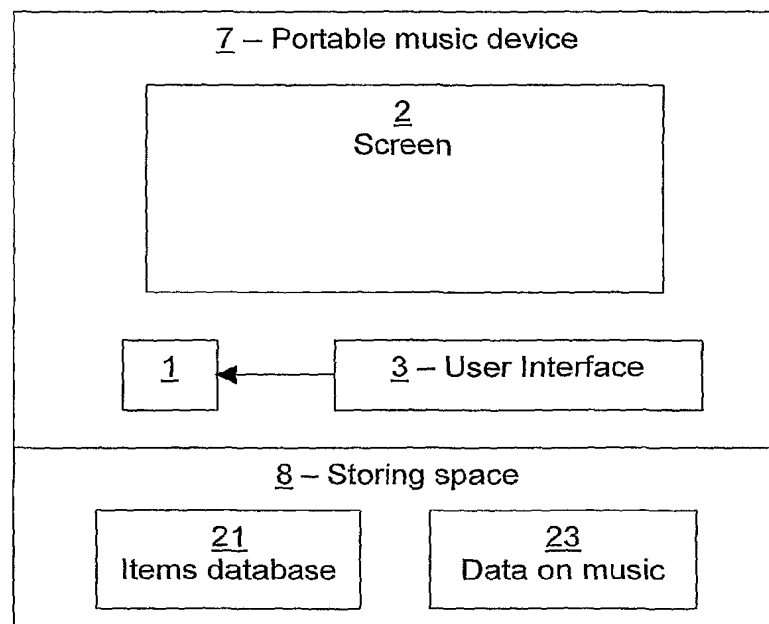 7 – Portable music device
2
Screen
1
3 – User Interface
8 – Storing space
21
Items database
23
Data on music